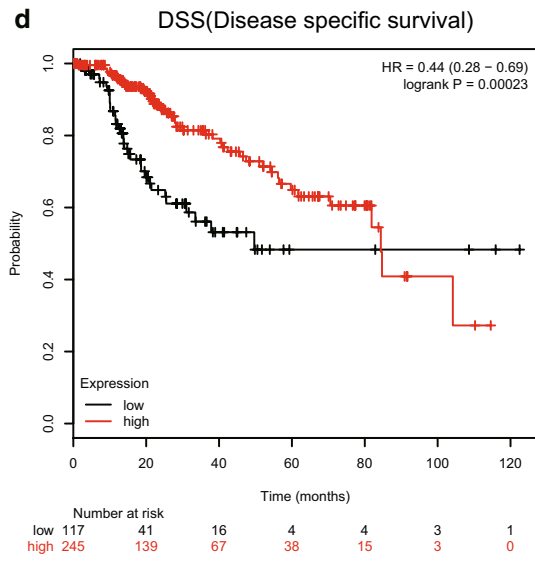 d
DSS(Disease specific survival)
HR = 0.44 (0.28 − 0.69)
logrank P = 0.00023
Probability
1.0
0.8
0.6
0.4
0.2
0.0
Expression
low
high
0 20 40 60 80 100 120
Time (months)
Number at risk
low 117 41 16 4 4 3 1
high 245 139 67 38 15 3 0